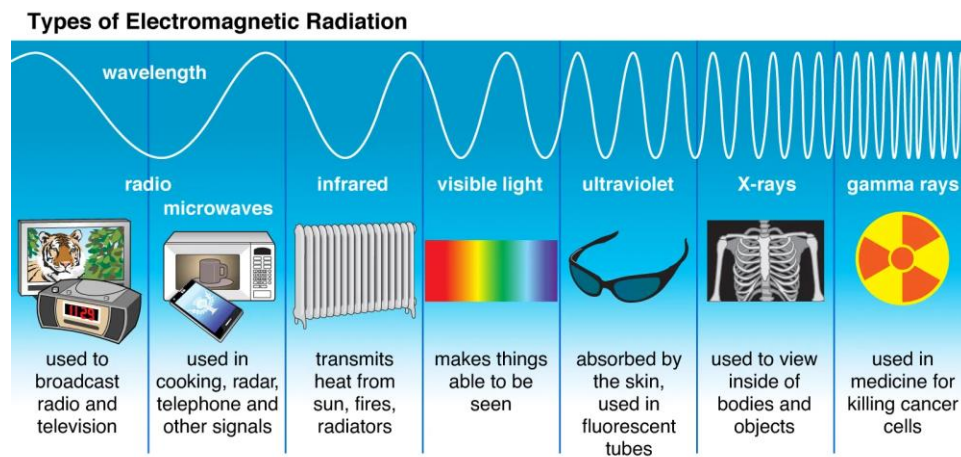 Types of Electromagnetic Radiation
wavelength
radio
microwaves
infrared
visible light
ultraviolet
X-rays
gamma rays
11:29
used to
broadcast
radio and
television
used in
cooking, radar,
telephone and
other signals
transmits
heat from
sun, fires,
radiators
makes things
able to be
seen
absorbed by
the skin,
used in
fluorescent
tubes
used to view
inside of
bodies and
objects
used in
medicine for
killing cancer
cells